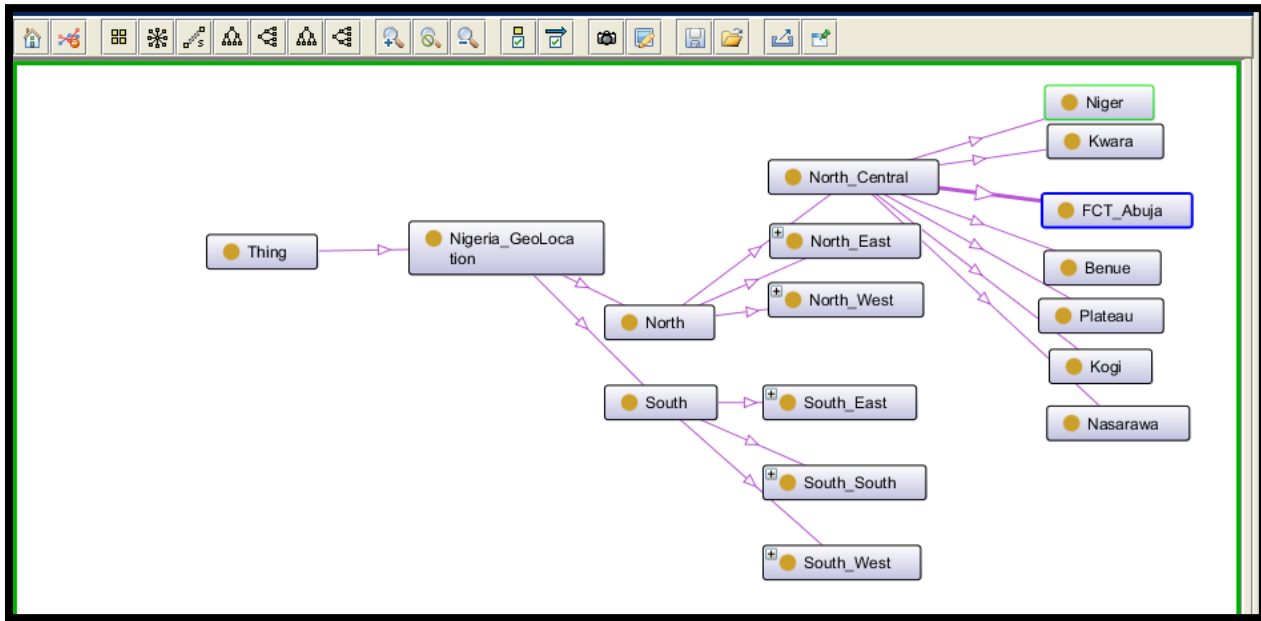 Niger
Kwara
North_Central
FCT_Abuja
Nigeria_GeoLoca
tion
North_East
Thing
Benue
North_West
North
Plateau
Kogi
South
South_East
Nasarawa
South_South
South_West